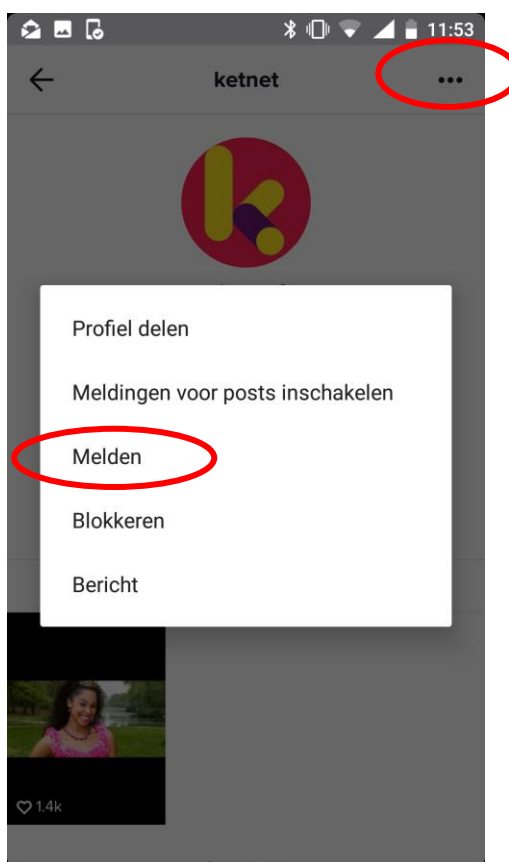 11:53
ketnet
Profiel delen
Meldingen voor posts inschakelen
Melden
Blokkeren
Bericht
1.4k